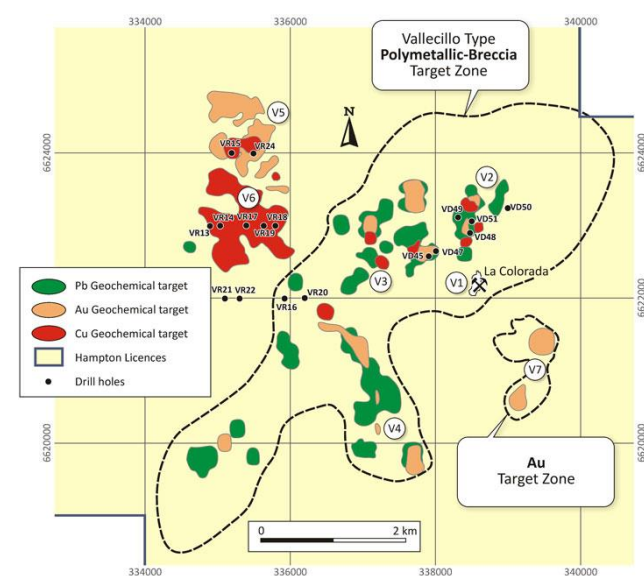 334000
336000
338000
340000
Vallecillo Type
Polymetallic-Breccia
Target Zone
V5
N
VR15
VR24
6624000
6624000
V2
V6
VD49
VD50
VR14
VR17
VR18
VD51
VR13
VR19
VD48
VD47
VD45
V3
V1
La Colorada
Pb Geochemical target
Au Geochemical target
Cu Geochemical target
Hampton Licences
Drill holes
VR21
VR22
VR16
VR20
6622000
V7
V4
6620000
6620000
Au
Target Zone
0
2 km
334000
336000
338000
340000